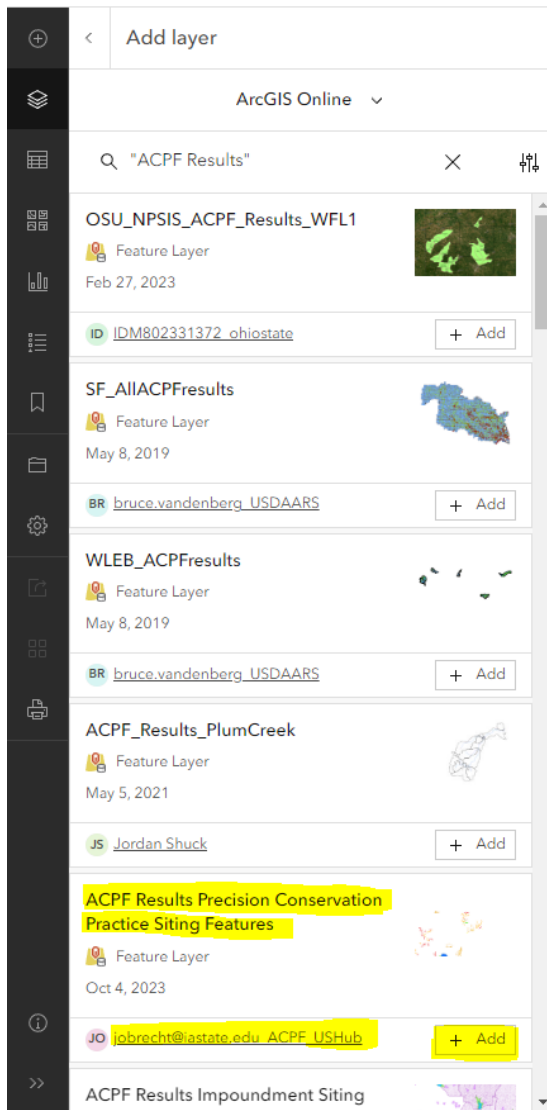 Add layer
ArcGIS Online
"ACPF Results"
OSU_NPSIS_ACPF_Results_WFL1
Feature Layer
Feb 27, 2023
ID IDM802331372_ohiostate
+ Add
SF_AllACPFresults
Feature Layer
May 8, 2019
BR bruce.vandenberg_USDAARS
+ Add
WLEB_ACPFresults
Feature Layer
May 8, 2019
BR bruce.vandenberg_USDAARS
+ Add
ACPF_Results_PlumCreek
Feature Layer
May 5, 2021
JS Jordan Shuck
+ Add
ACPF Results Precision Conservation
Practice Siting Features
Feature Layer
Oct 4, 2023
JO jobrecht@iastate.edu_ACPF_USHub
+ Add
ACPF Results Impoundment Siting